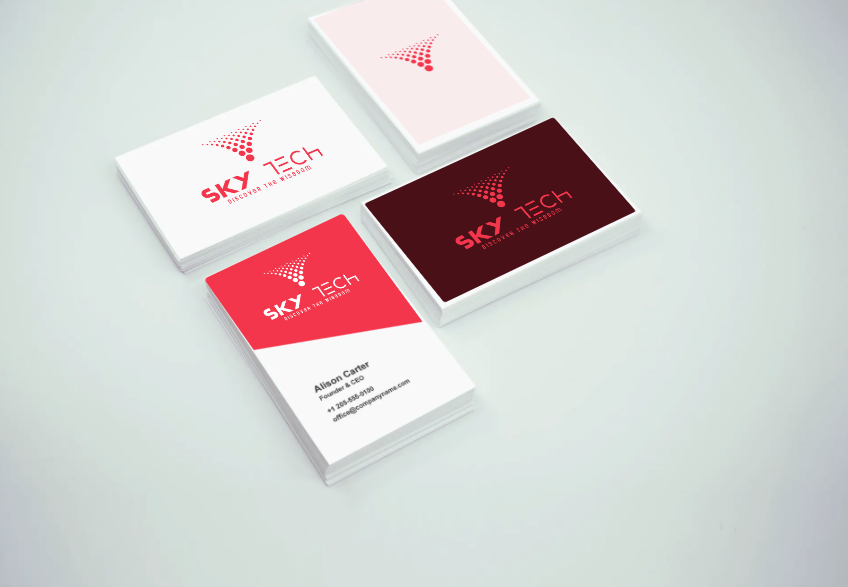 SKY TECH
DISCOVER THE WISDOM
SKY TECH
DISCOVER THE WISDOM
SKY TECH
DISCOVER THE WISDOM
Alison Carter
Founder & CEO
+1 205-555-0100
office@companyname.com